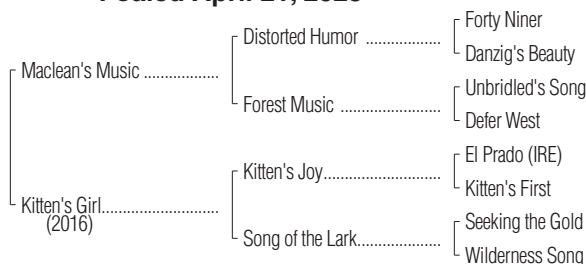 Foaled April 21, 2023
Forty Niner
Distorted Humor ....................
Danzig's Beauty
Maclean's Music ....................
Unbridled's Song
Forest Music ..........................
Defer West
El Prado (IRE)
Kitten's Joy...............................
Kitten's First
Kitten's Girl...............................
(2016)
Seeking the Gold
Song of the Lark......................
Wilderness Song